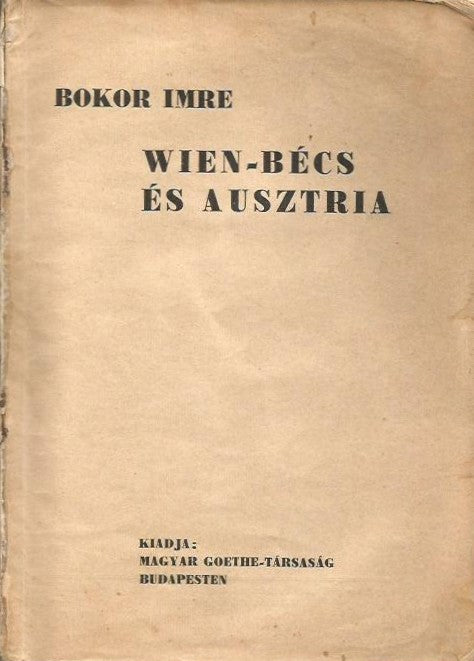 BOKOR IMRE
WIEN-BÉCS
ÉS AUSZTRIA
KIADJA:
MAGYAR GOETHE-TÁRSASÁG
BUDAPESTEN